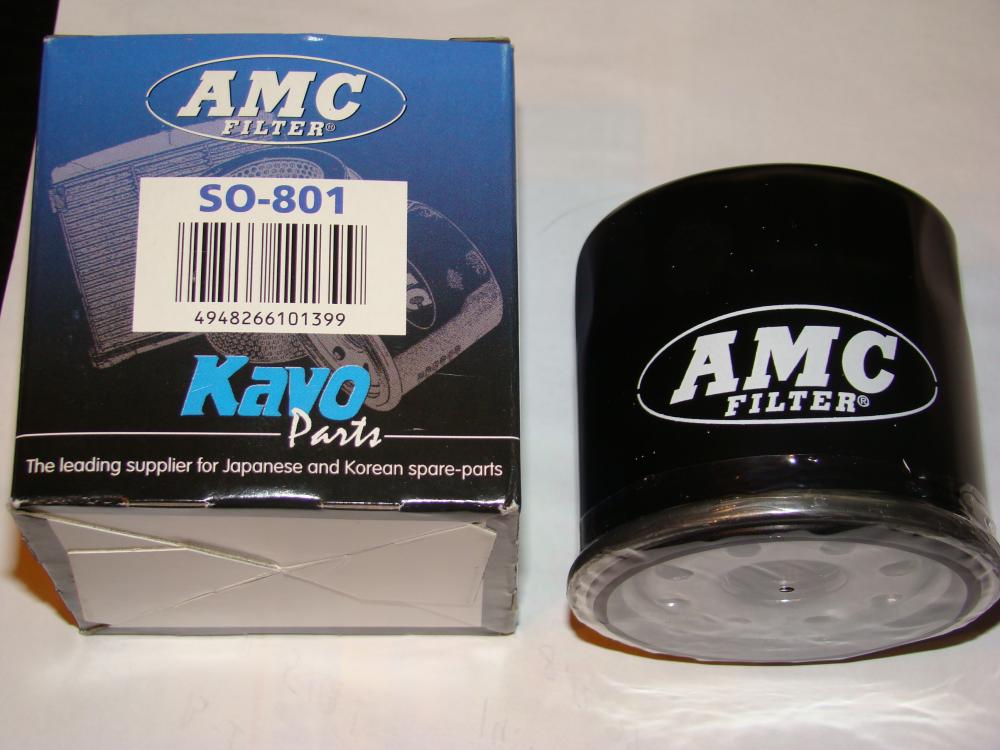 AMC
FILTER®
SO-801
4948266101399
Kavo
Parts
The leading supplier for Japanese and Korean spare-parts
AMC
FILTER®